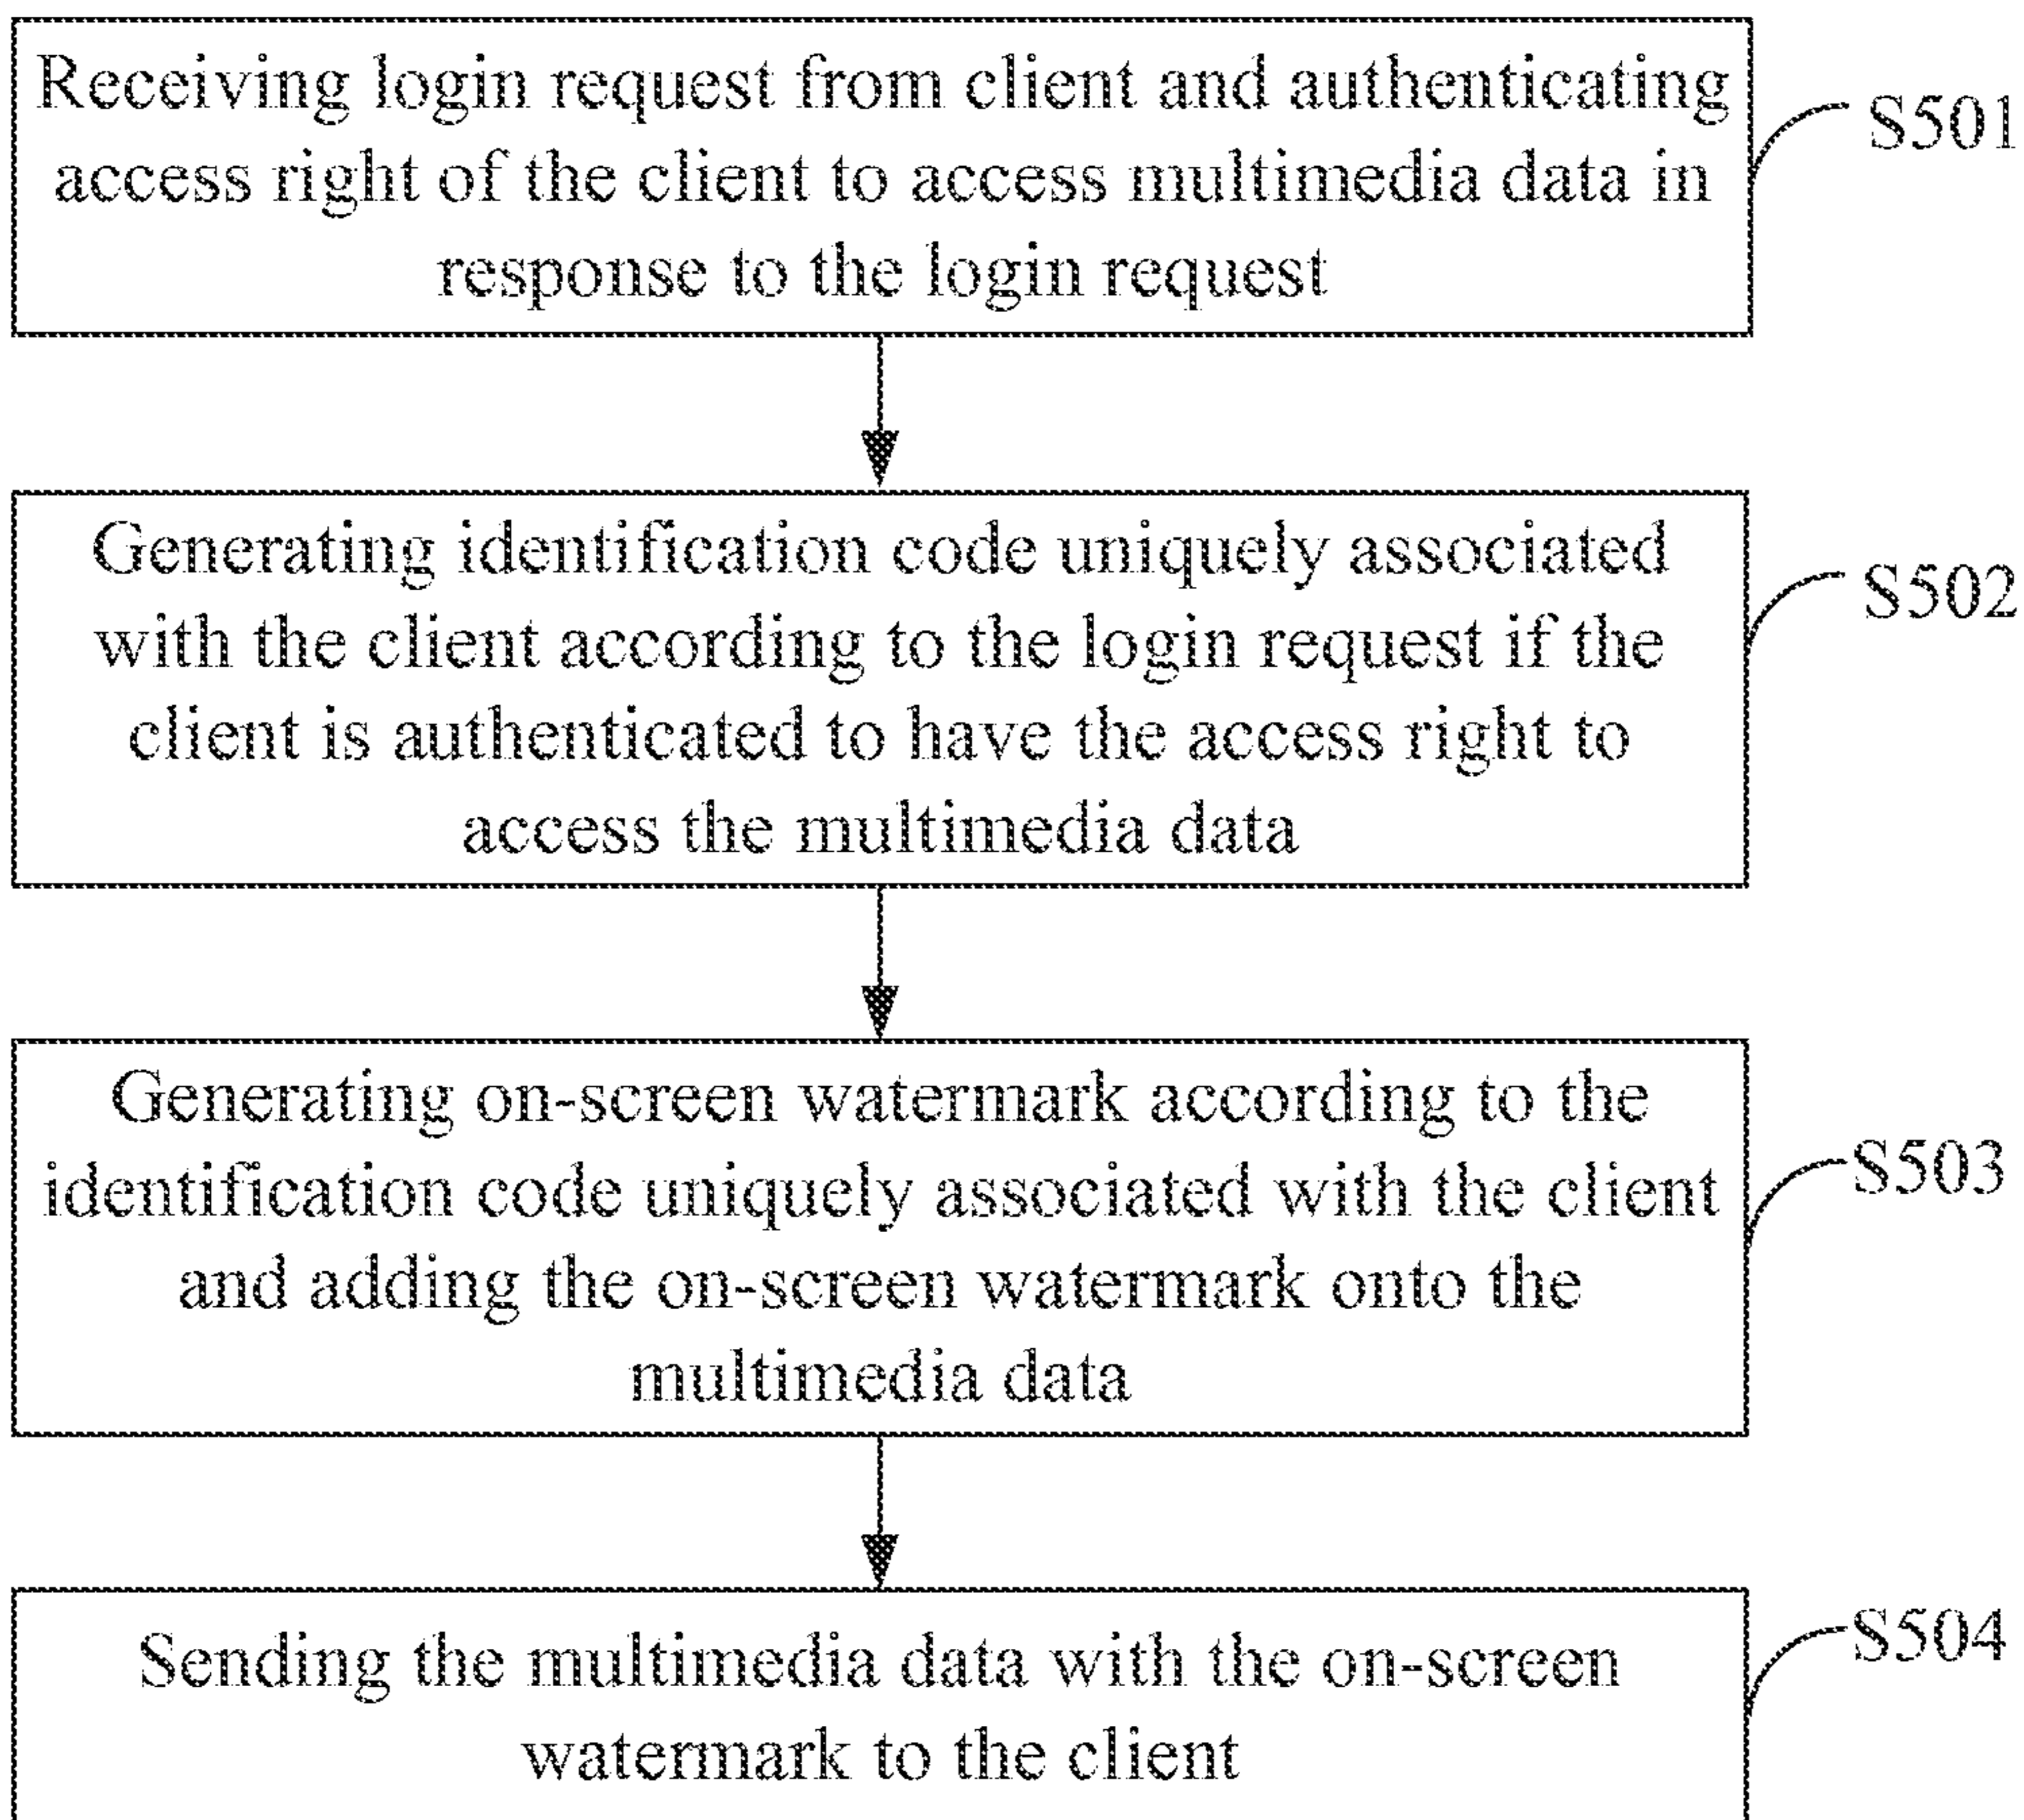 Receiving login request from client and authenticating
access right of the client to access multimedia data in
response to the login request
S501
Generating identification code uniquely associated
with the client according to the login request if the
client is authenticated to have the access right to
access the multimedia data
S502
Generating on-screen watermark according to the
identification code uniquely associated with the client
and adding the on-screen watermark onto the
multimedia data
S503
Sending the multimedia data with the on-screen
watermark to the client
S504